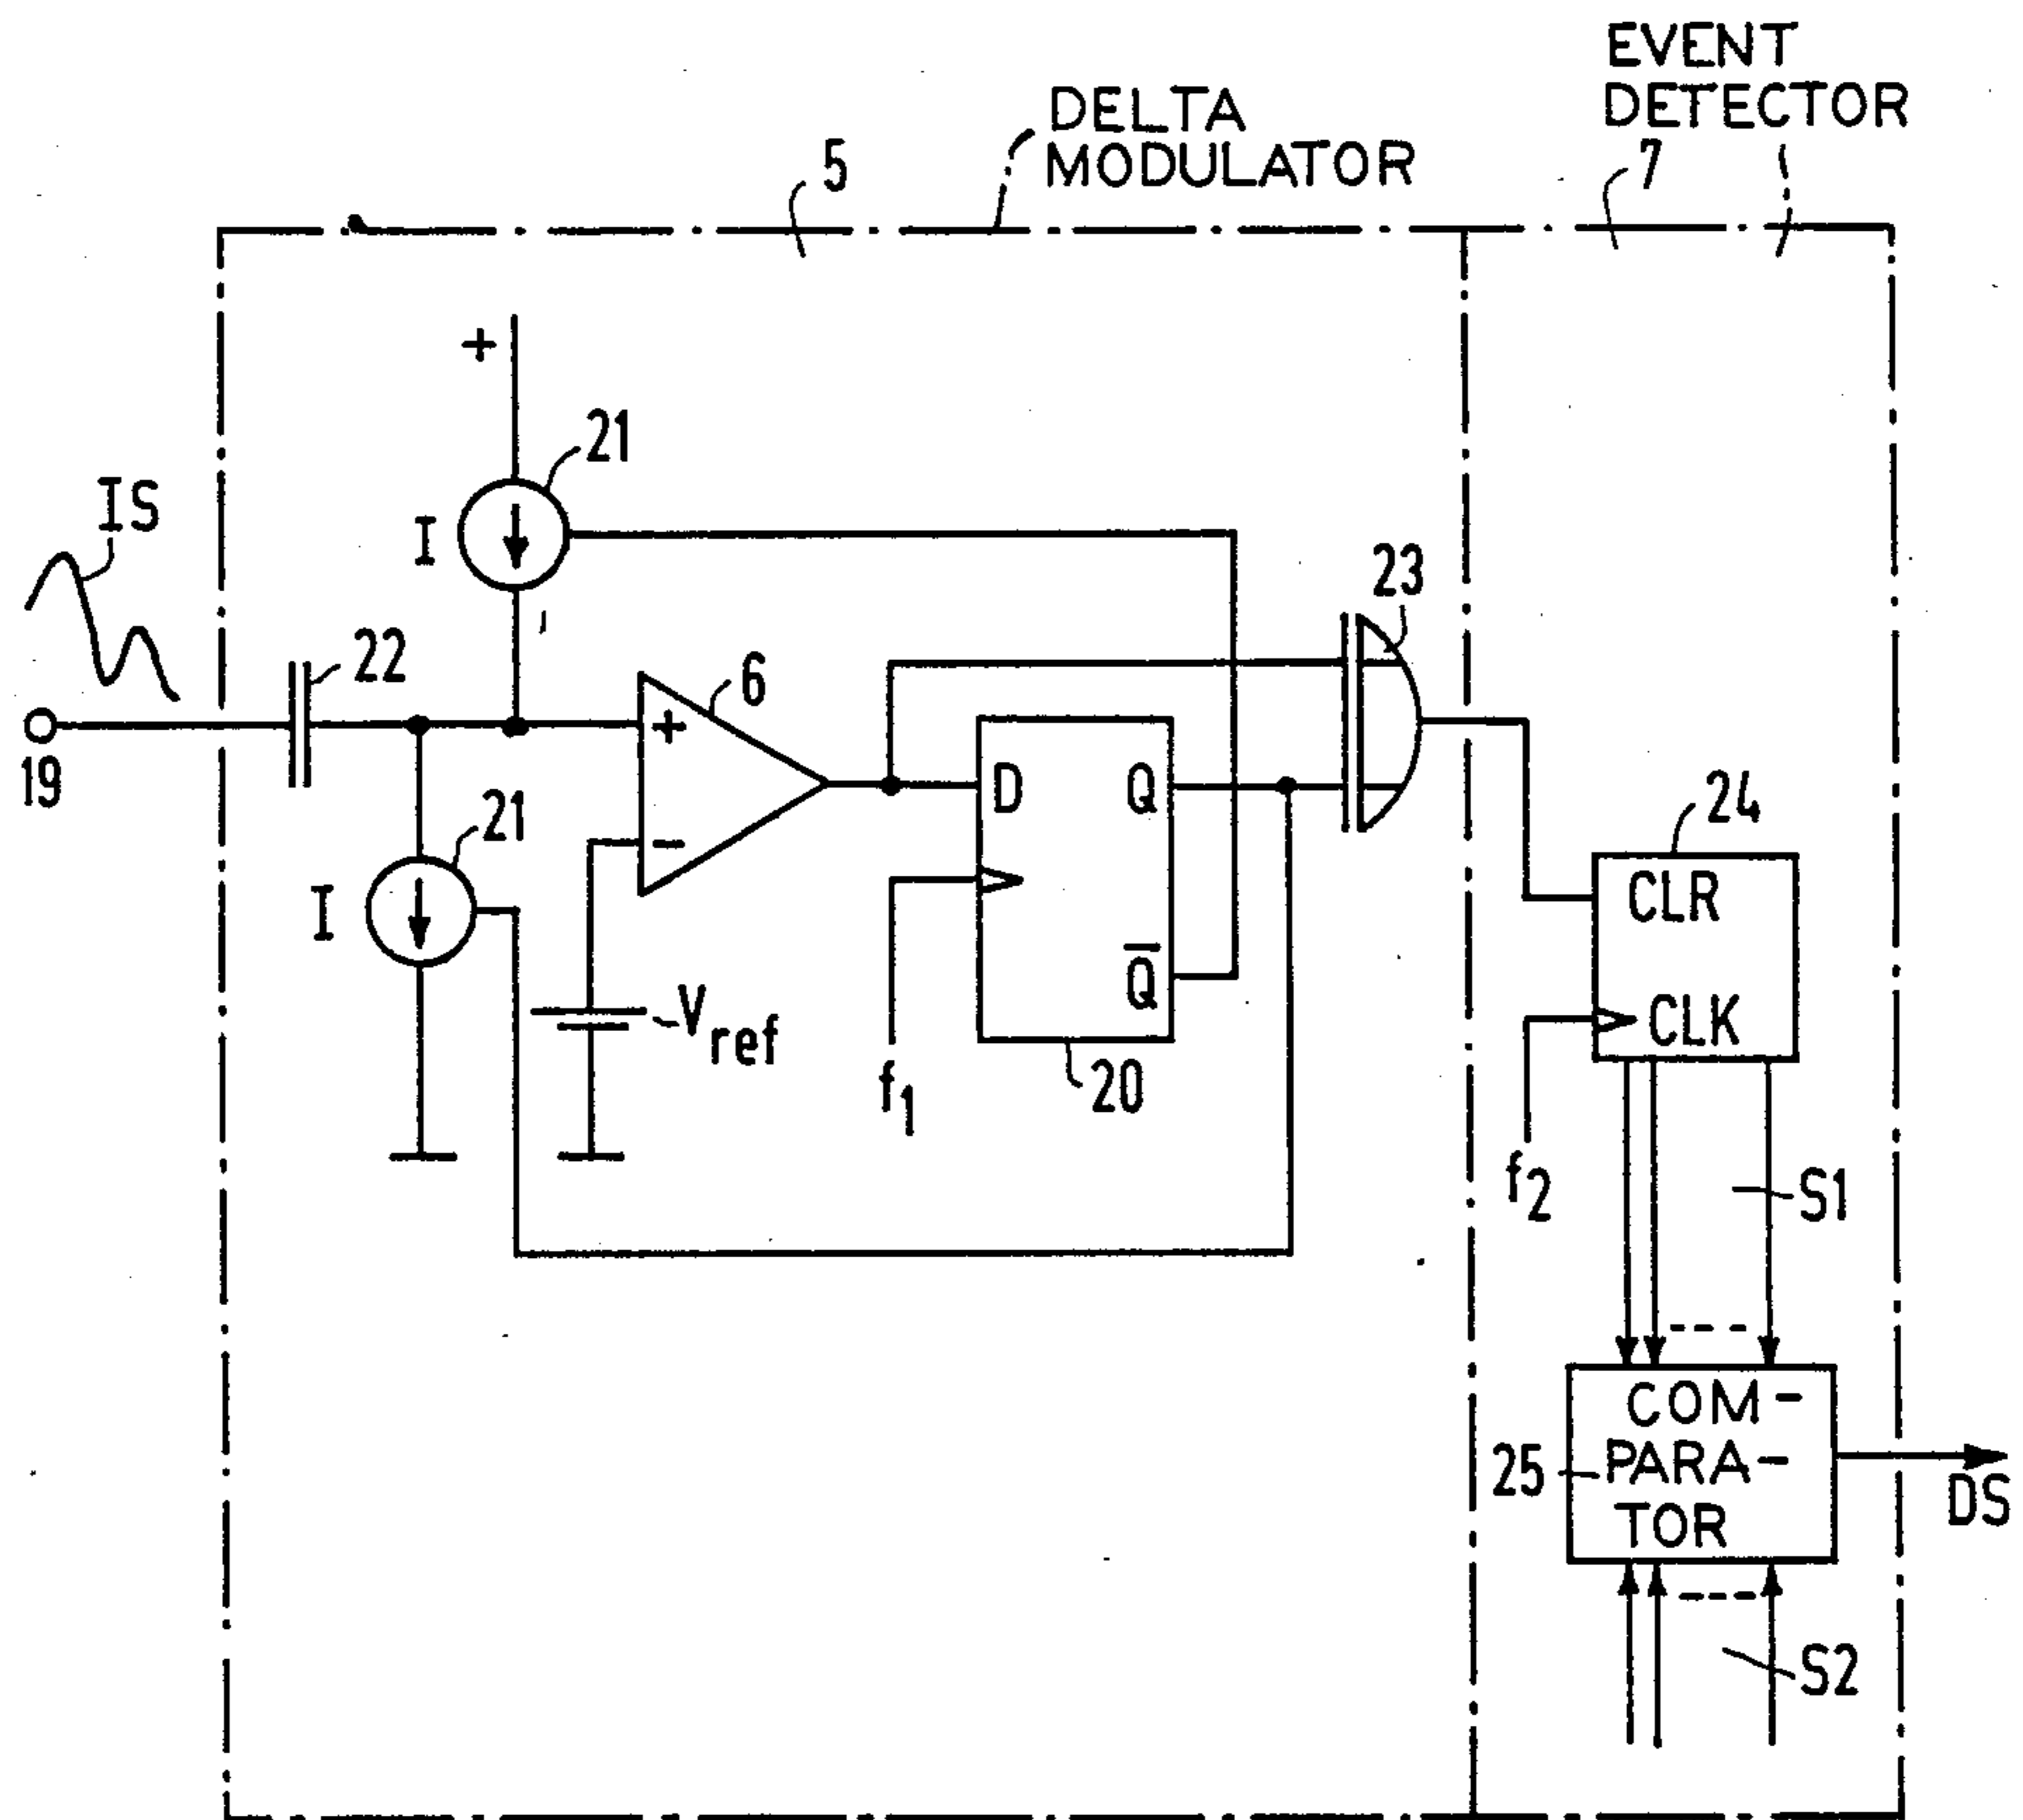 EVENT
DETECTOR
DELTA
MODULATOR
5
7
+
21
IS
I
23
22
6
+
19
D
Q
24
21
-
CLR
I
CLK
Q̅
Vref
f1
20
f2
S1
COM-
25
PARA-
DS
TOR
S2